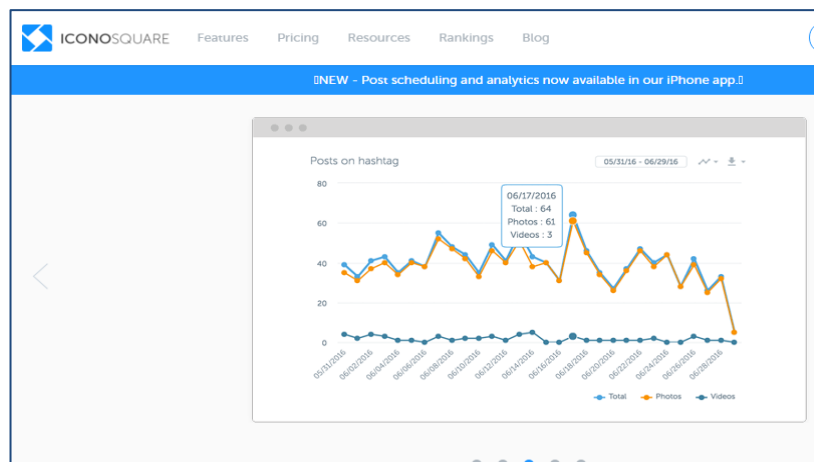 ICONOSQUARE Features Pricing Resources Rankings Blog
NEW - Post scheduling and analytics now available in our iPhone app.
Posts on hashtag
05/31/16 - 06/29/16
80
06/17/2016
Total : 64
Photos : 61
Videos : 3
60
40
20
0
05/31/2016 06/02/2016 06/04/2016 06/06/2016 06/08/2016 06/10/2016 06/12/2016 06/14/2016 06/16/2016 06/18/2016 06/20/2016 06/22/2016 06/24/2016 06/26/2016 06/28/2016
Total Photos Videos